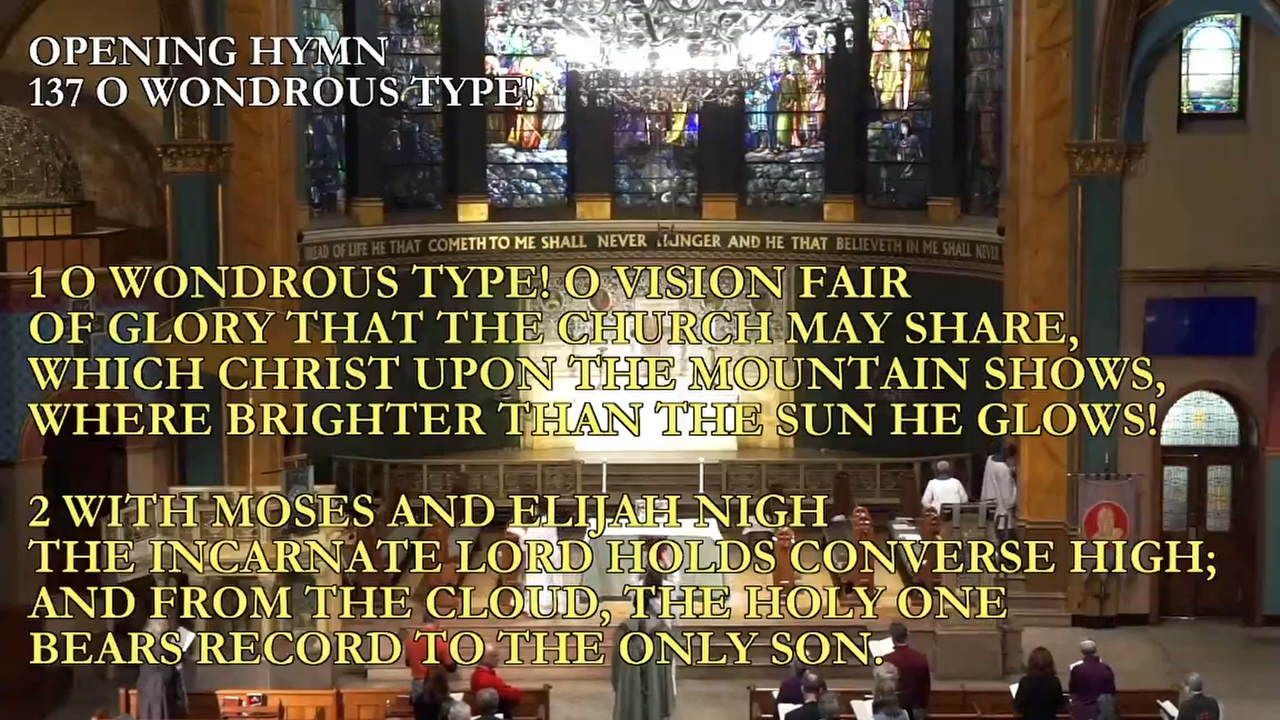 OPENING HYMN
137 O WONDROUS TYPE!
OF LIFE HE THAT COMETH TO ME SHALL NEVER HUNGER AND HE THAT BELIEVETH IN ME SHALL NEVER
1 O WONDROUS TYPE! O VISION FAIR
OF GLORY THAT THE CHURCH MAY SHARE,
WHICH CHRIST UPON THE MOUNTAIN SHOWS,
WHERE BRIGHTER THAN THE SUN HE GLOWS!
2 WITH MOSES AND ELIJAH NIGH
THE INCARNATE LORD HOLDS CONVERSE HIGH;
AND FROM THE CLOUD, THE HOLY ONE
BEARS RECORD TO THE ONLY SON.